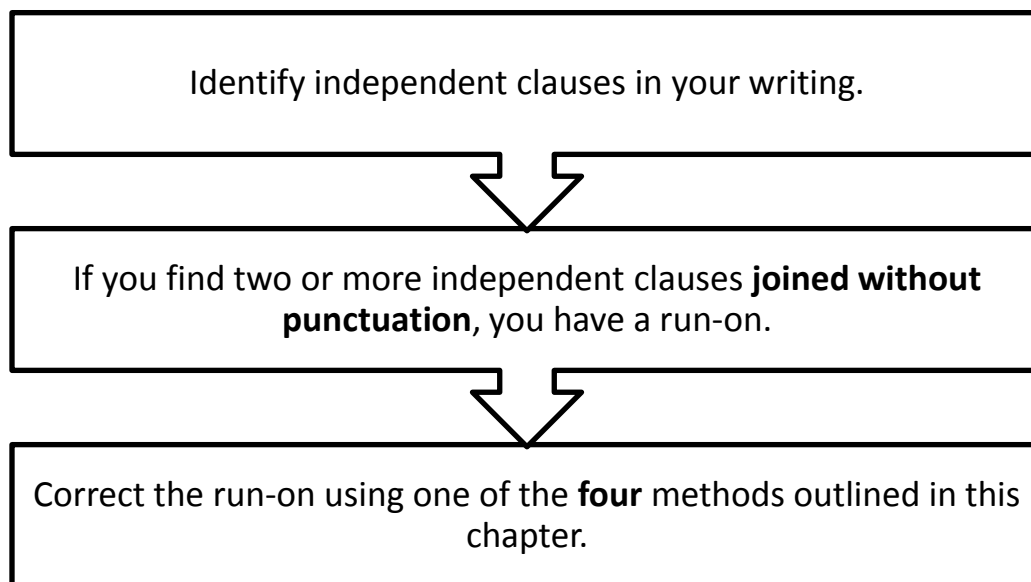 Identify independent clauses in your writing.
If you find two or more independent clauses joined without
punctuation, you have a run-on.
Correct the run-on using one of the four methods outlined in this
chapter.